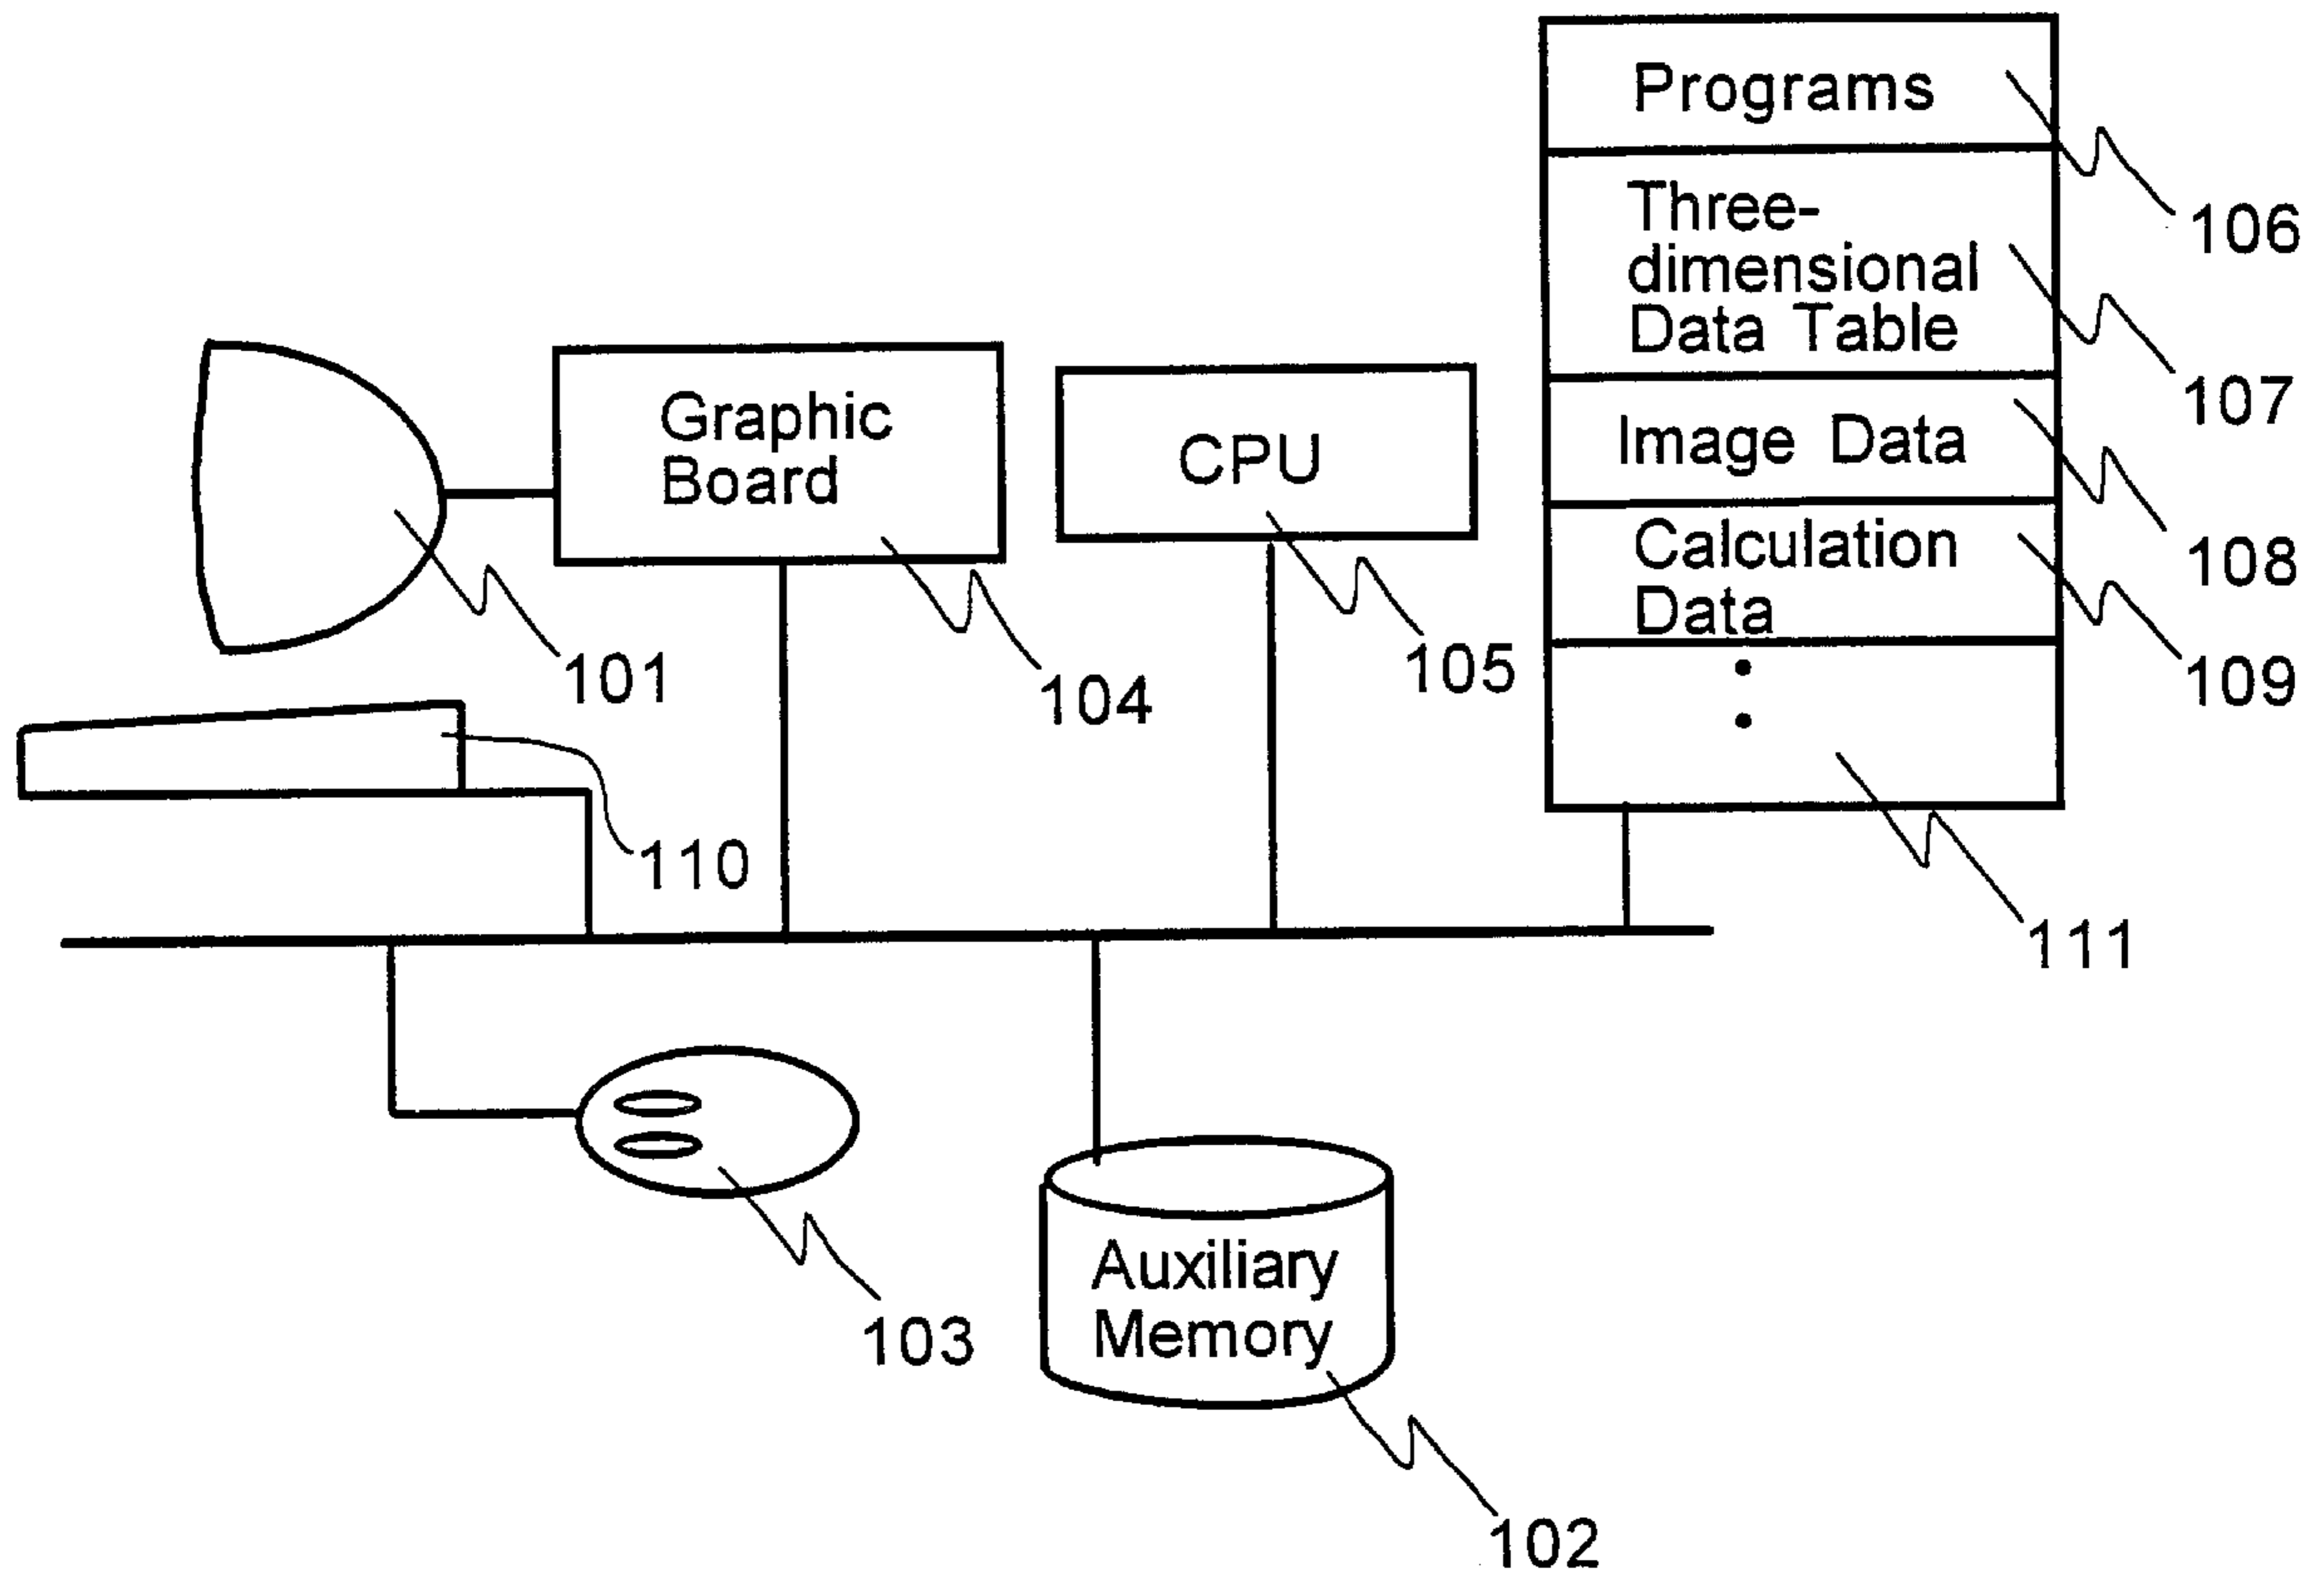 Programs
106
Three-
dimensional
Data Table
107
Image Data
108
Calculation
Data
109
Graphic
Board
CPU
101
104
105
110
111
103
Auxiliary
Memory
102